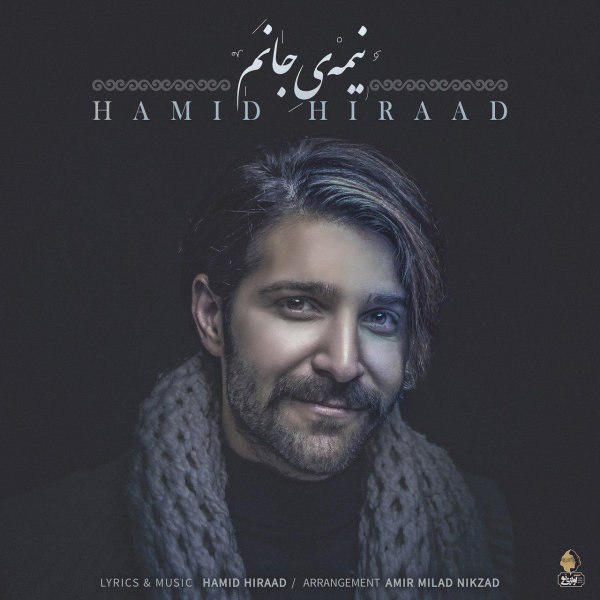 نیمه‌ی جانم
HAMID HIRAAD
LYRICS & MUSIC HAMID HIRAAD / ARRANGEMENT AMIR MILAD NIKZAD